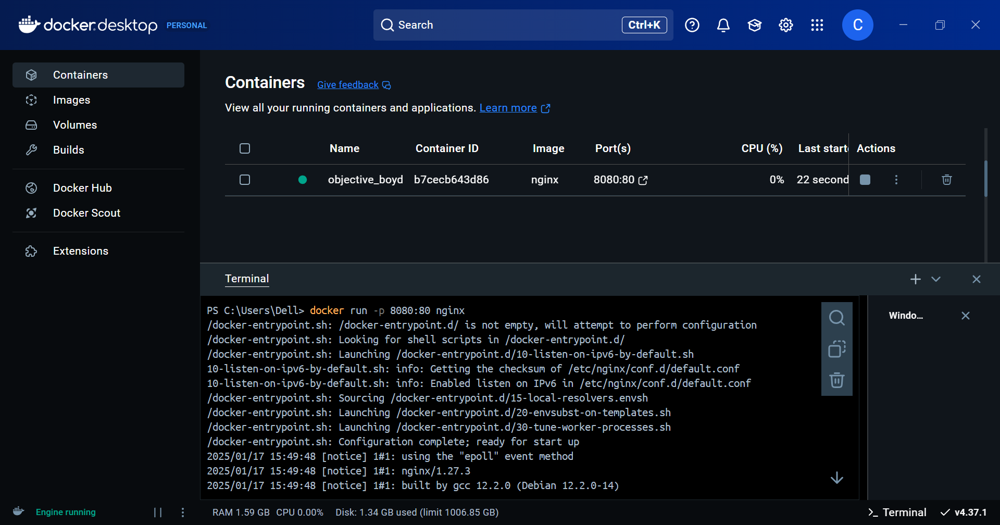 docker.desktop PERSONAL
Search
Ctrl+K
C
Containers
Images
Volumes
Builds
Docker Hub
Docker Scout
Extensions
Containers Give feedback
View all your running containers and applications. Learn more
Name Container ID Image Port(s) CPU (%) Last starte Actions
objective_boyd b7cecb643d86 nginx 8080:80 0% 22 second
Terminal
PS C:\Users\Dell> docker run -p 8080:80 nginx
/docker-entrypoint.sh: /docker-entrypoint.d/ is not empty, will attempt to perform configuration
/docker-entrypoint.sh: Looking for shell scripts in /docker-entrypoint.d/
/docker-entrypoint.sh: Launching /docker-entrypoint.d/10-listen-on-ipv6-by-default.sh
10-listen-on-ipv6-by-default.sh: info: Getting the checksum of /etc/nginx/conf.d/default.conf
10-listen-on-ipv6-by-default.sh: info: Enabled listen on IPv6 in /etc/nginx/conf.d/default.conf
/docker-entrypoint.sh: Sourcing /docker-entrypoint.d/15-local-resolvers.envsh
/docker-entrypoint.sh: Launching /docker-entrypoint.d/20-envsubst-on-templates.sh
/docker-entrypoint.sh: Launching /docker-entrypoint.d/30-tune-worker-processes.sh
/docker-entrypoint.sh: Configuration complete; ready for start up
2025/01/17 15:49:48 [notice] 1#1: using the "epoll" event method
2025/01/17 15:49:48 [notice] 1#1: nginx/1.27.3
2025/01/17 15:49:48 [notice] 1#1: built by gcc 12.2.0 (Debian 12.2.0-14)
Windo...
Engine running
RAM 1.59 GB CPU 0.00% Disk: 1.34 GB used (limit 1006.85 GB)
Terminal
v4.37.1